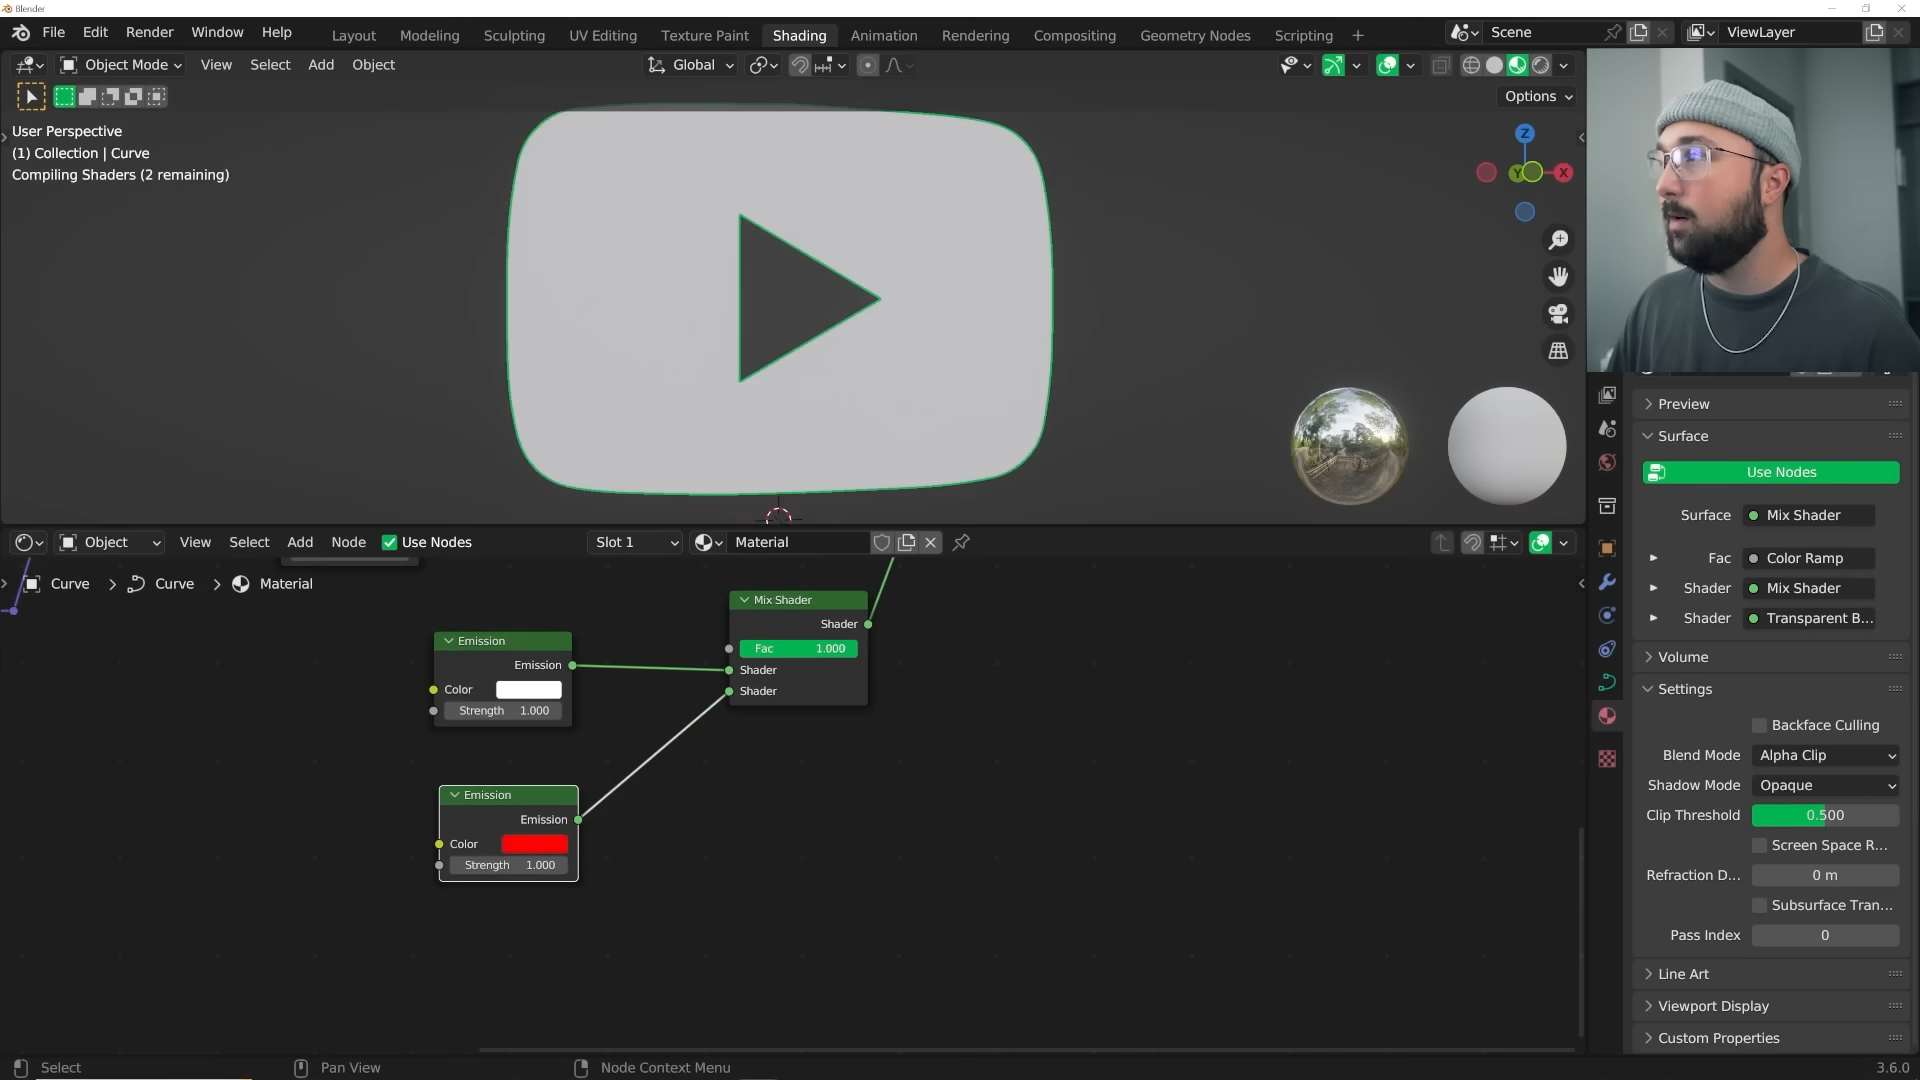 Blender
File Edit Render Window Help
Layout Modeling Sculpting UV Editing Texture Paint Shading Animation Rendering Compositing Geometry Nodes Scripting +
Scene
ViewLayer
Object Mode View Select Add Object
Global
Options
User Perspective
(1) Collection | Curve
Compiling Shaders (2 remaining)
Z
Y
X
Object View Select Add Node Use Nodes
Slot 1
Material
Curve > Curve > Material
Mix Shader
Shader
Fac 1.000
Shader
Shader
Emission
Emission
Color
Strength 1.000
Emission
Emission
Color
Strength 1.000
Preview
Surface
Use Nodes
Surface Mix Shader
Fac Color Ramp
Shader Mix Shader
Shader Transparent B...
Volume
Settings
Backface Culling
Blend Mode Alpha Clip
Shadow Mode Opaque
Clip Threshold 0.500
Screen Space R...
Refraction D... 0 m
Subsurface Tran...
Pass Index 0
Line Art
Viewport Display
Custom Properties
Select
Pan View
Node Context Menu
3.6.0